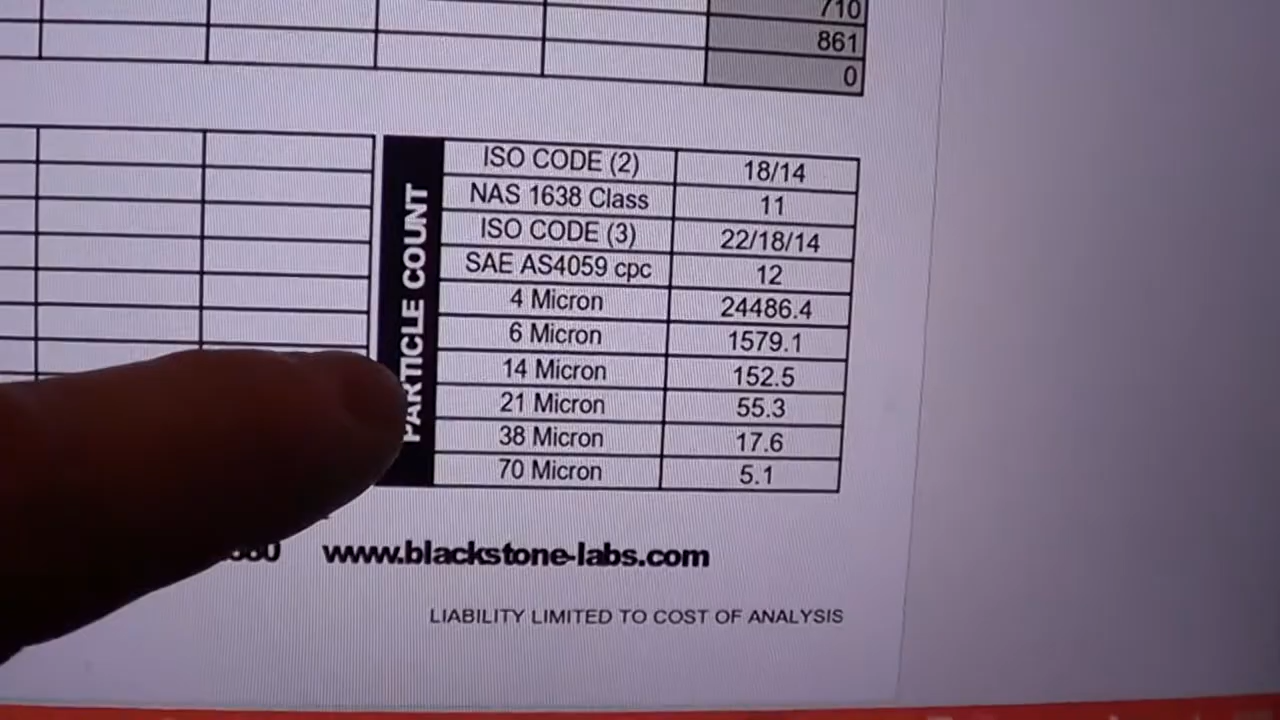 710
861
0
PARTICLE COUNT
ISO CODE (2) 18/14
NAS 1638 Class 11
ISO CODE (3) 22/18/14
SAE AS4059 cpc 12
4 Micron 24486.4
6 Micron 1579.1
14 Micron 152.5
21 Micron 55.3
38 Micron 17.6
70 Micron 5.1
www.blackstone-labs.com
LIABILITY LIMITED TO COST OF ANALYSIS